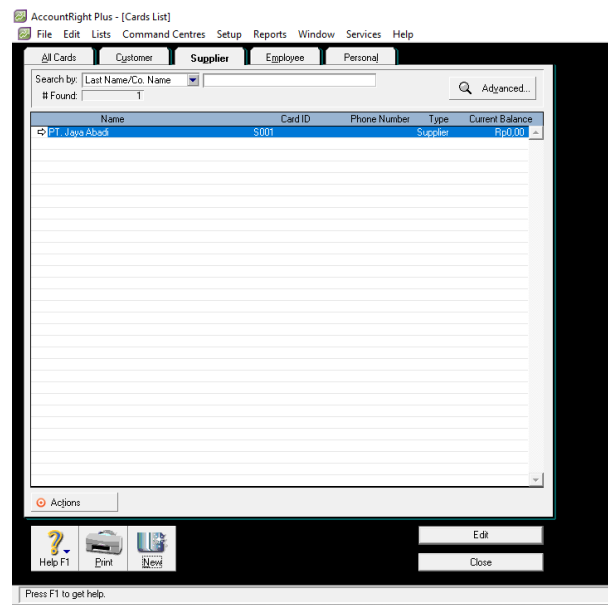 AccountRight Plus - [Cards List]
File Edit Lists Command Centres Setup Reports Window Services Help
All Cards Customer Supplier Employee Personal
Search by: Last Name/Co. Name
Advanced...
# Found: 1
Name Card ID Phone Number Type Current Balance
PT. Jaya Abadi S001 Supplier Rp0,00
Actions
Edit
Help F1 Print New Close
Press F1 to get help.